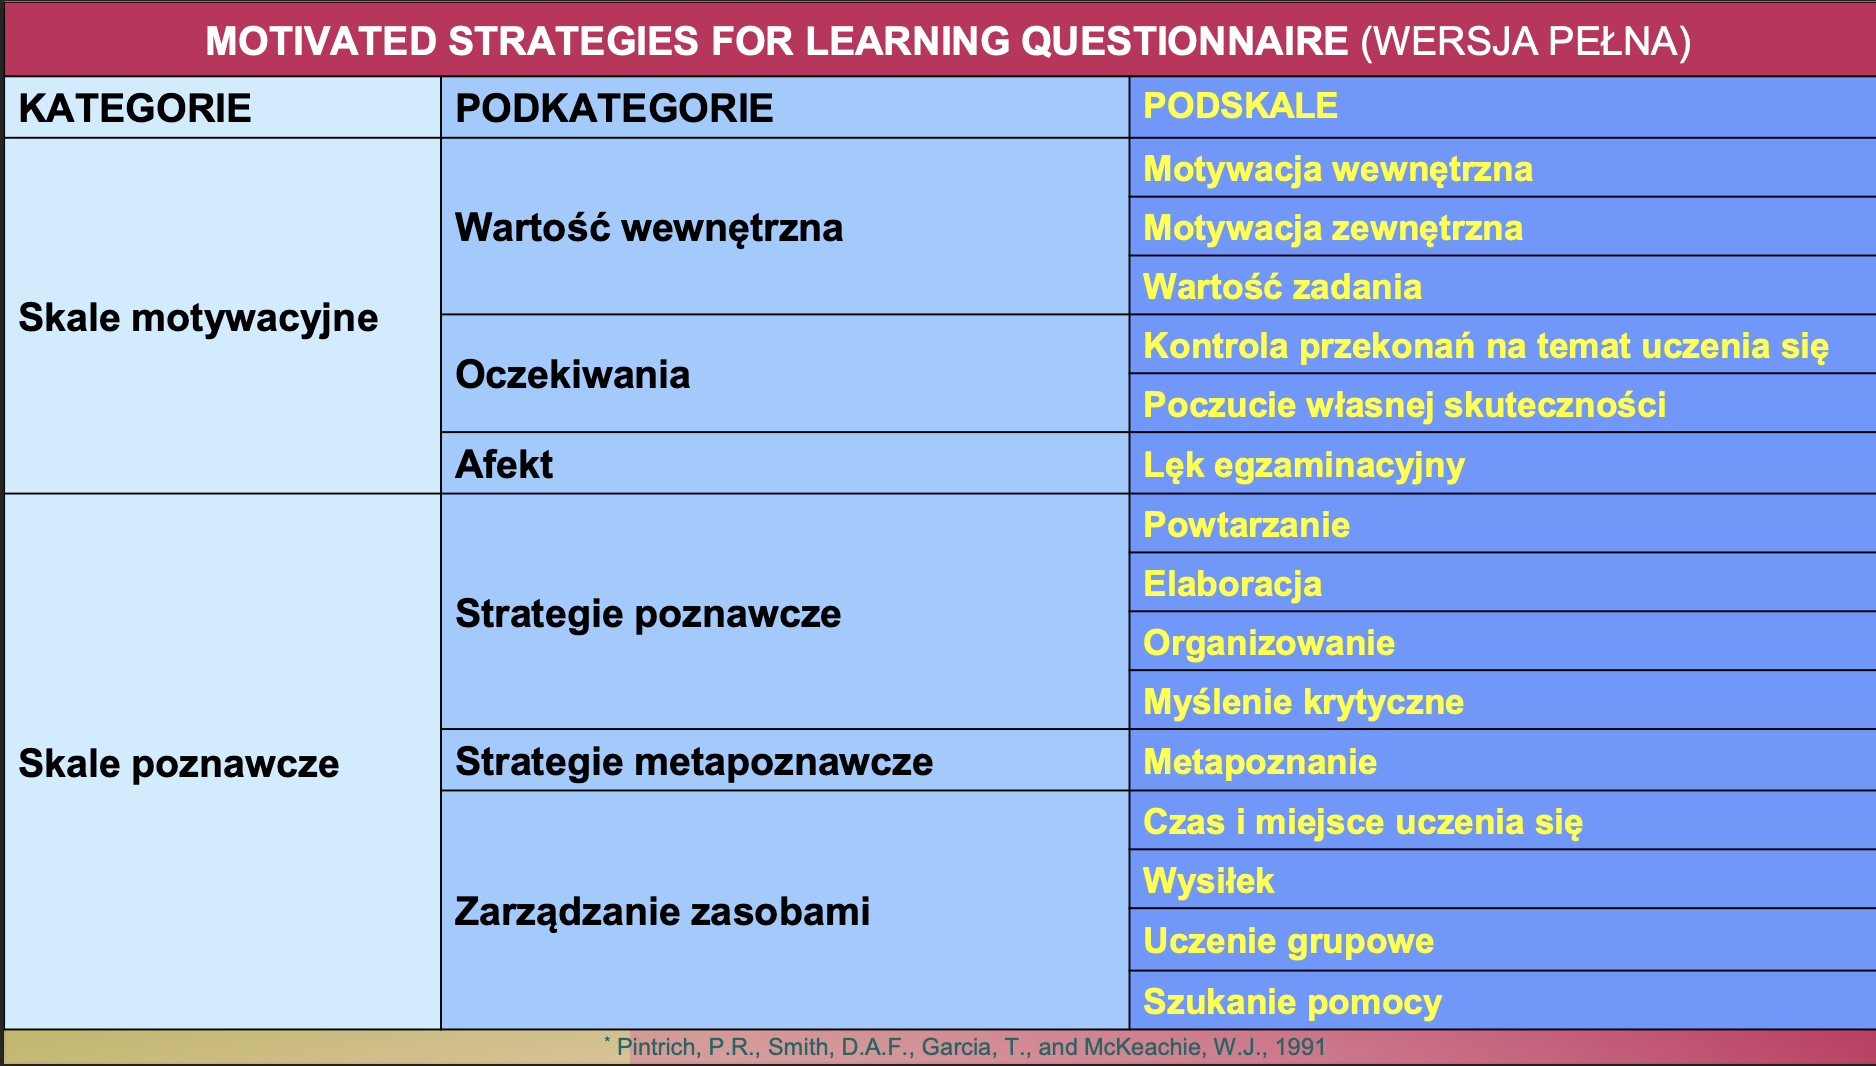 MOTIVATED STRATEGIES FOR LEARNING QUESTIONNAIRE (WERSJA PEŁNA)
KATEGORIE
PODKATEGORIE
PODSKALE
Skale motywacyjne
Wartość wewnętrzna
Motywacja wewnętrzna
Motywacja zewnętrzna
Wartość zadania
Oczekiwania
Kontrola przekonań na temat uczenia się
Poczucie własnej skuteczności
Afekt
Lęk egzaminacyjny
Skale poznawcze
Strategie poznawcze
Powtarzanie
Elaboracja
Organizowanie
Myślenie krytyczne
Strategie metapoznawcze
Metapoznanie
Zarządzanie zasobami
Czas i miejsce uczenia się
Wysiłek
Uczenie grupowe
Szukanie pomocy
* Pintrich, P.R., Smith, D.A.F., Garcia, T., and McKeachie, W.J., 1991